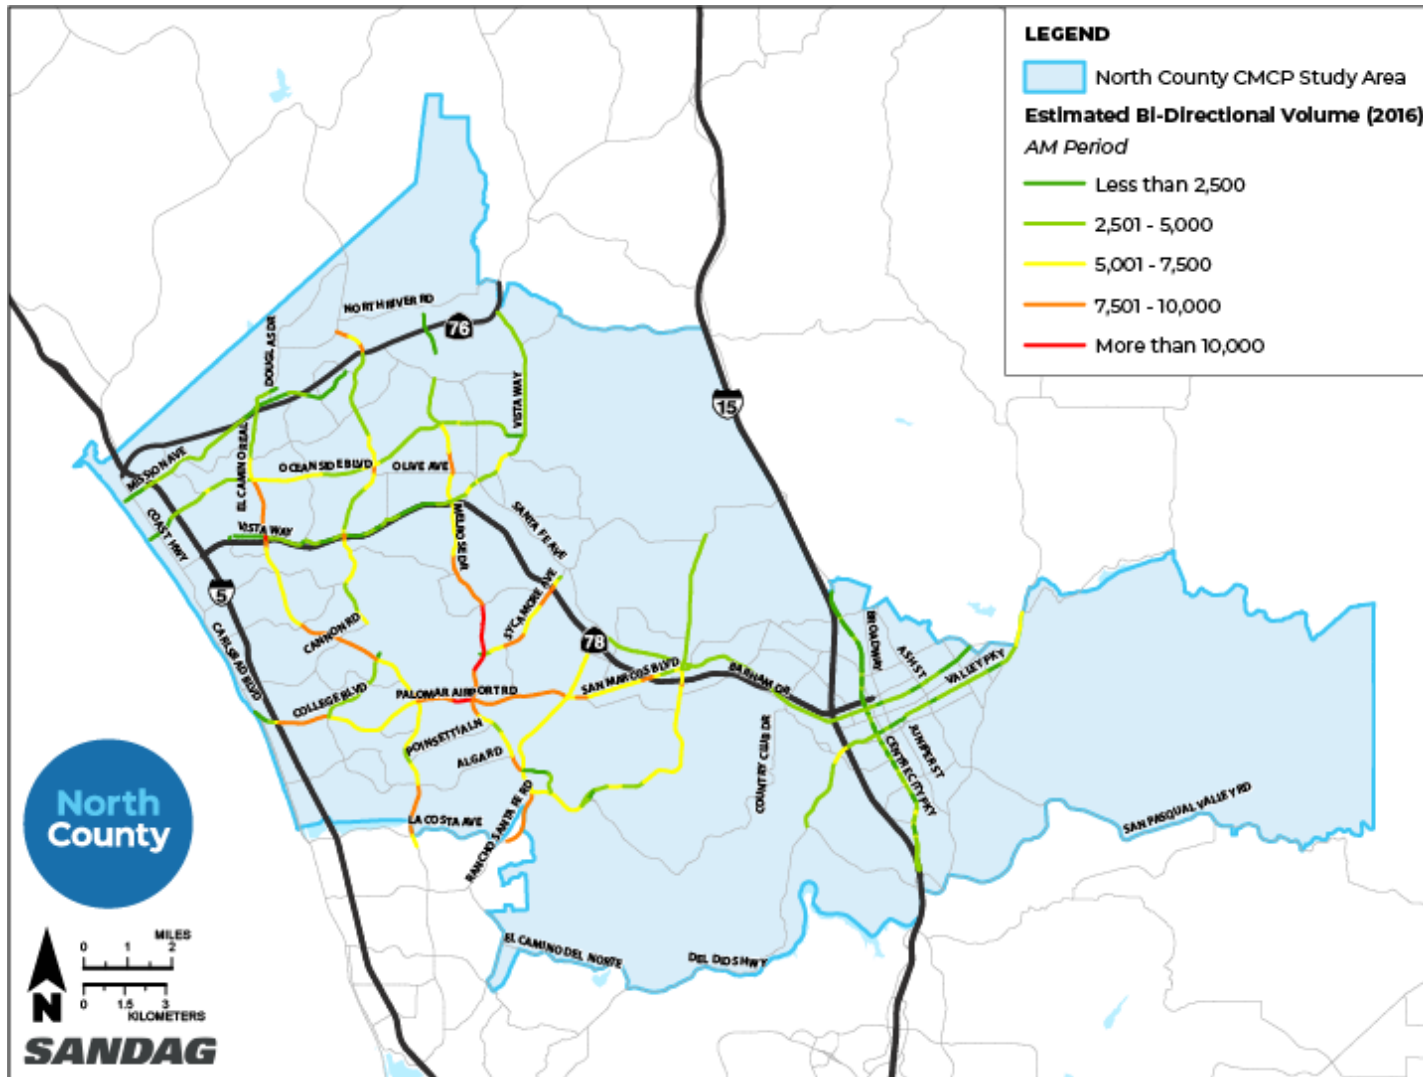 LEGEND
North County CMCP Study Area
Estimated Bi-Directional Volume (2016)
AM Period
Less than 2,500
2,501 - 5,000
5,001 - 7,500
7,501 - 10,000
More than 10,000
NORTH RIVER RD
76
DOUGLAS DR
VISTA WAY
15
MISSION AVE
EL CAMINO REAL
OCEANSIDE BLVD
OLIVE AVE
COAST HWY
VISTA WAY
MELROSE DR
SANTA FE AVE
5
SYCAMORE AVE
CANNON RD
CARLSBAD BLVD
78
BROADWAY
ASH ST
VALLEY PKY
COLLEGE BLVD
PALOMAR AIRPORT RD
SAN MARCOS BLVD
BARHAM DR
POINSETTIA LN
ALGA RD
COUNTRY CLUB DR
JUNIPER ST
CENTRE CITY PKY
RANCHO SANTA FE RD
LA COSTA AVE
SAN PASQUAL VALLEY RD
EL CAMINO DEL NORTE
DEL DIOS HWY
North
County
MILES
0 1 2
0 1.5 3
KILOMETERS
N
SANDAG